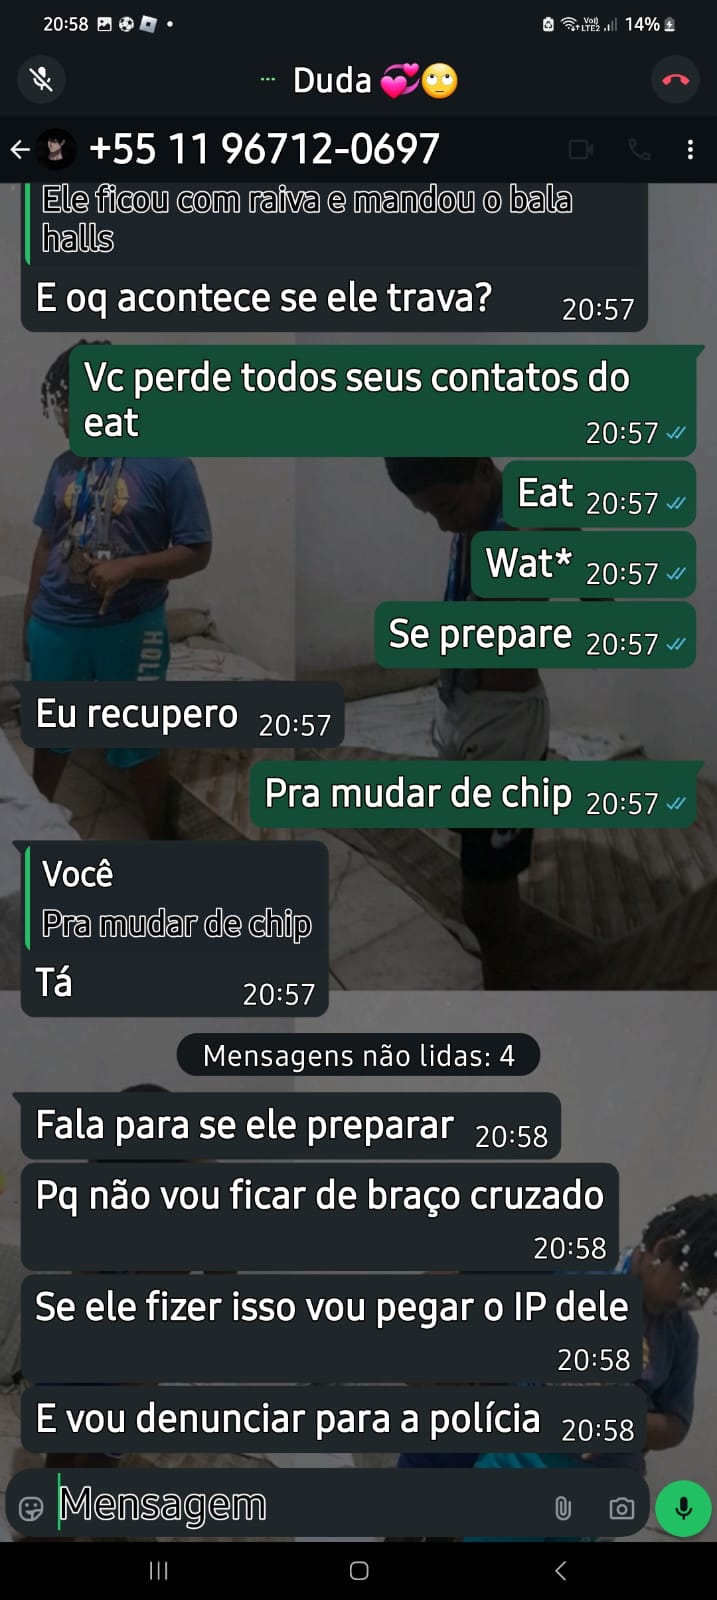 20:58
Vo) LTE2 14%
Duda 💞🙄
+55 11 96712-0697
Ele ficou com raiva e mandou o bala
halls
E oq acontece se ele trava? 20:57
Vc perde todos seus contatos do
eat 20:57
Eat 20:57
Wat* 20:57
Se prepare 20:57
Eu recupero 20:57
Pra mudar de chip 20:57
Você
Pra mudar de chip
Tá 20:57
Mensagens não lidas: 4
Fala para se ele preparar 20:58
Pq não vou ficar de braço cruzado
20:58
Se ele fizer isso vou pegar o IP dele
20:58
E vou denunciar para a polícia 20:58
Mensagem